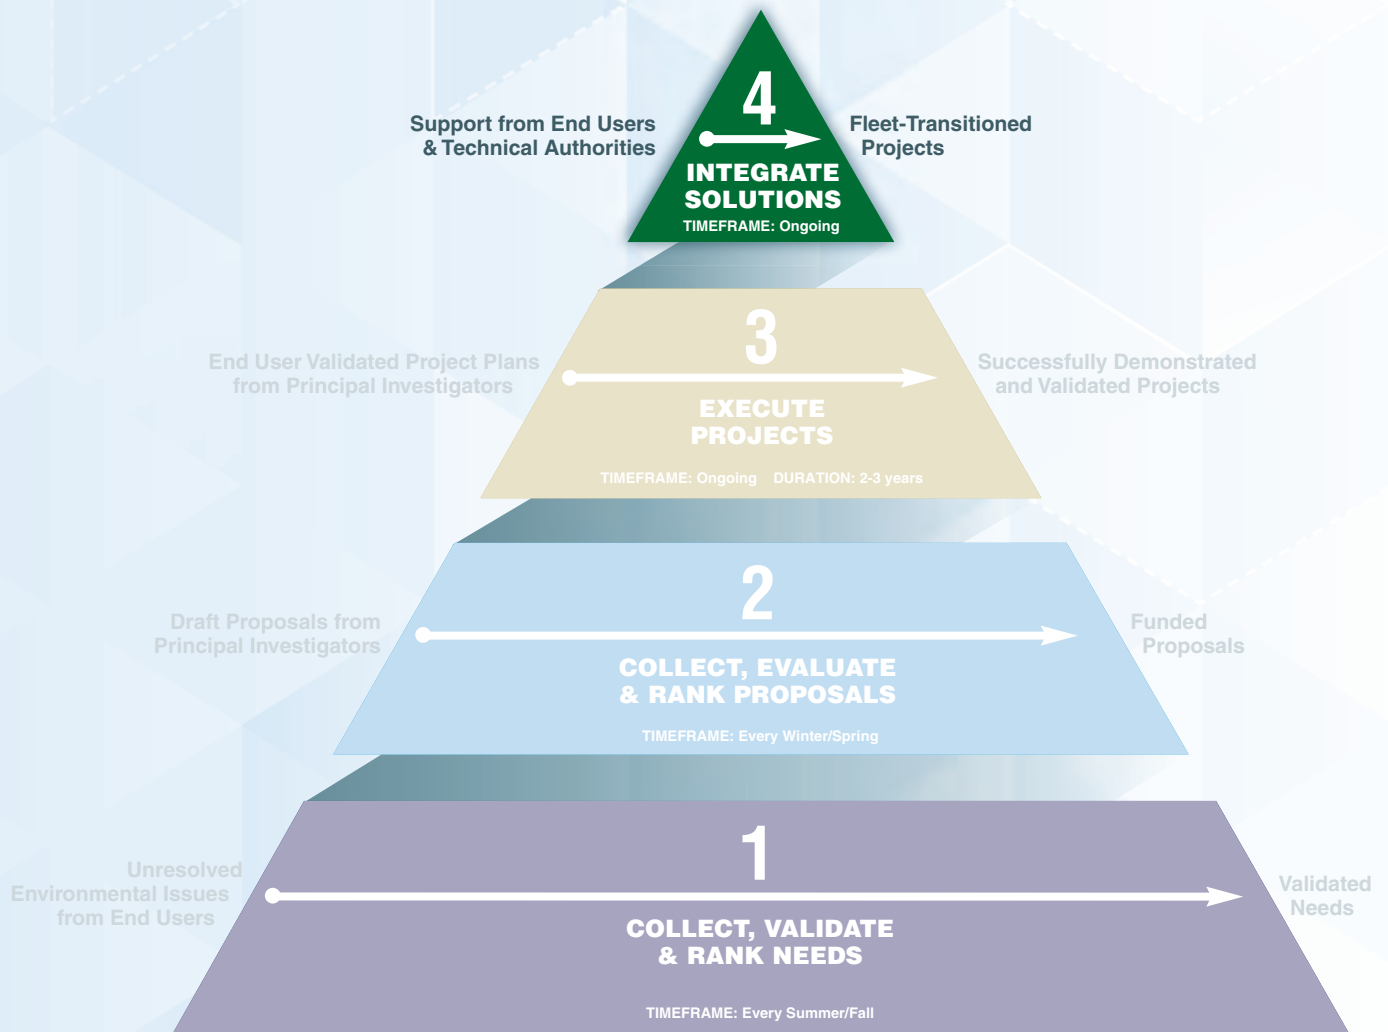 4
Support from End Users
& Technical Authorities
Fleet-Transitioned
Projects
INTEGRATE
SOLUTIONS
TIMEFRAME: Ongoing
3
End User Validated Project Plans
from Principal Investigators
Successfully Demonstrated
and Validated Projects
EXECUTE
PROJECTS
TIMEFRAME: Ongoing DURATION: 2-3 years
2
Draft Proposals from
Principal Investigators
Funded
Proposals
COLLECT, EVALUATE
& RANK PROPOSALS
TIMEFRAME: Every Winter/Spring
1
Unresolved
Environmental Issues
from End Users
Validated
Needs
COLLECT, VALIDATE
& RANK NEEDS
TIMEFRAME: Every Summer/Fall